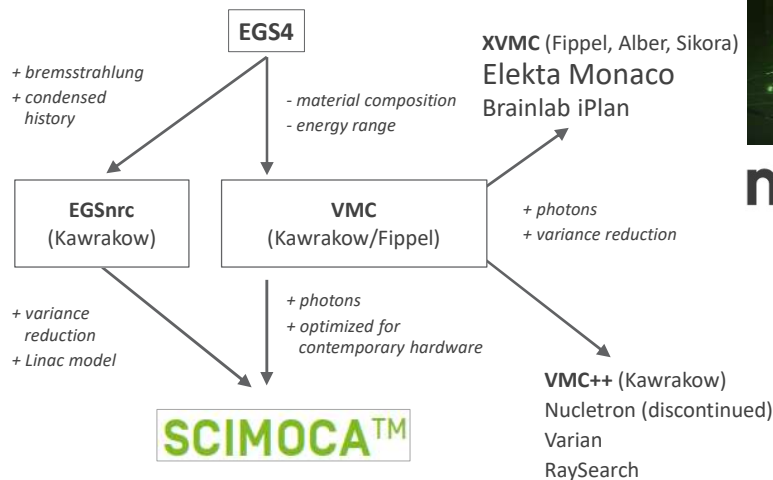 EGS4
XVMC (Fippel, Alber, Sikora)
Elekta Monaco
Brainlab iPlan
+ bremsstrahlung
+ condensed
history
- material composition
- energy range
EGSnrc
(Kawrakow)
VMC
(Kawrakow/Fippel)
+ photons
+ variance reduction
+ variance
reduction
+ Linac model
+ photons
+ optimized for
contemporary hardware
SCIMOCA™
VMC++ (Kawrakow)
Nucletron (discontinued)
Varian
RaySearch